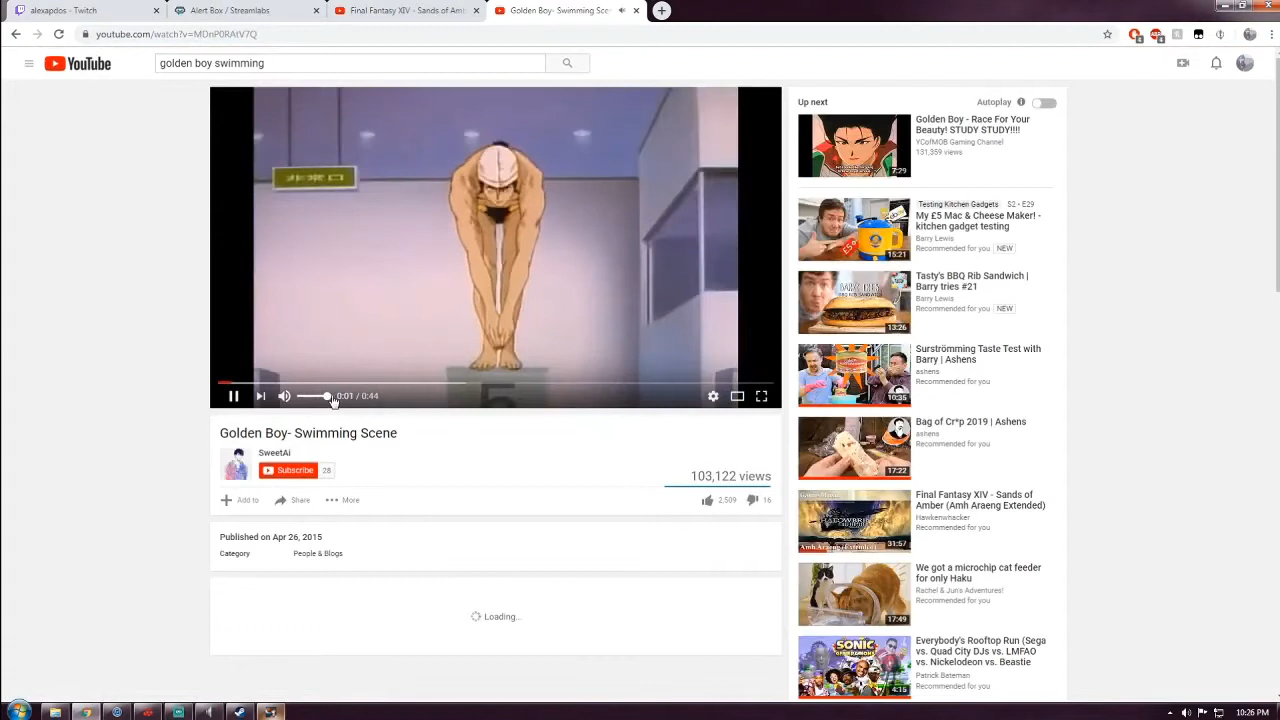 alexapdos - Twitch
Alert Box / Streamlabs
Final Fantasy XIV - Sands of Am
Golden Boy- Swimming Sce
youtube.com/watch?v=MDnP0RAtV7Q
YouTube
golden boy swimming
0:01 / 0:44
Golden Boy- Swimming Scene
SweetAi
Subscribe 28
103,122 views
Add to Share More
2,509 16
Published on Apr 26, 2015
Category People & Blogs
Loading...
Up next Autoplay
Golden Boy - Race For Your
Beauty! STUDY STUDY!!!!
YCofMOB Gaming Channel
131,359 views
7:29
Testing Kitchen Gadgets S2 • E29
My £5 Mac & Cheese Maker! -
kitchen gadget testing
Barry Lewis
Recommended for you NEW
15:21
Tasty's BBQ Rib Sandwich |
Barry tries #21
Barry Lewis
Recommended for you NEW
13:26
Surströmming Taste Test with
Barry | Ashens
ashens
Recommended for you
10:35
Bag of Cr*p 2019 | Ashens
ashens
Recommended for you
17:22
Final Fantasy XIV - Sands of
Amber (Amh Araeng Extended)
Hawkenwhacker
Recommended for you
31:57
We got a microchip cat feeder
for only Haku
Rachel & Jun's Adventures!
Recommended for you
17:49
Everybody's Rooftop Run (Sega
vs. Quad City DJs vs. LMFAO
vs. Nickelodeon vs. Beastie
Patrick Bateman
Recommended for you
4:15
10:26 PM